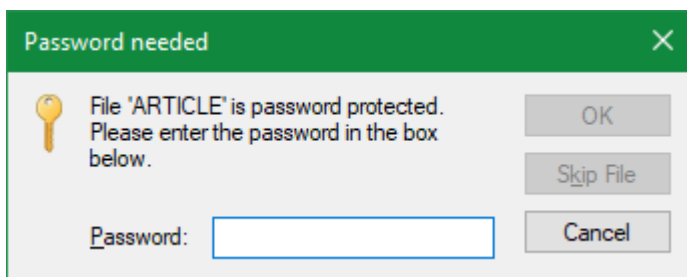 Password needed
File 'ARTICLE' is password protected.
Please enter the password in the box
below.
OK
Skip File
Password:
Cancel